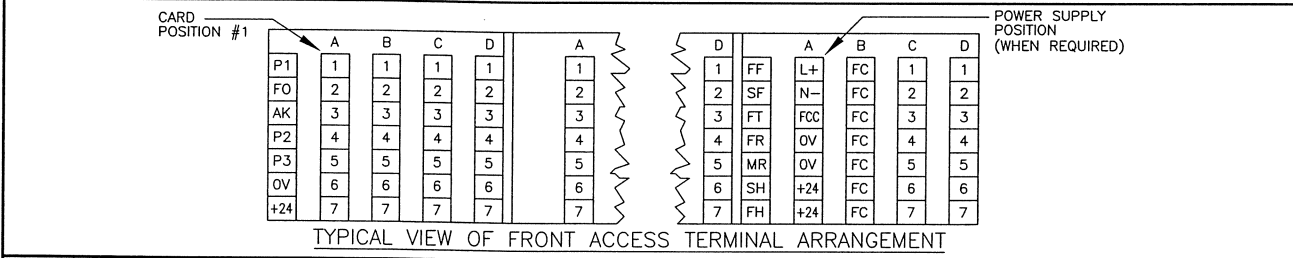 CARD
POSITION #1
POWER SUPPLY
POSITION
(WHEN REQUIRED)
A B C D A D A B C D
P1 1 1 1 1 1 1 FF L+ FC 1 1
FO 2 2 2 2 2 2 SF N- FC 2 2
AK 3 3 3 3 3 3 FT FCC FC 3 3
P2 4 4 4 4 4 4 FR OV FC 4 4
P3 5 5 5 5 5 5 MR OV FC 5 5
OV 6 6 6 6 6 6 SH +24 FC 6 6
+24 7 7 7 7 7 7 FH +24 FC 7 7
TYPICAL VIEW OF FRONT ACCESS TERMINAL ARRANGEMENT